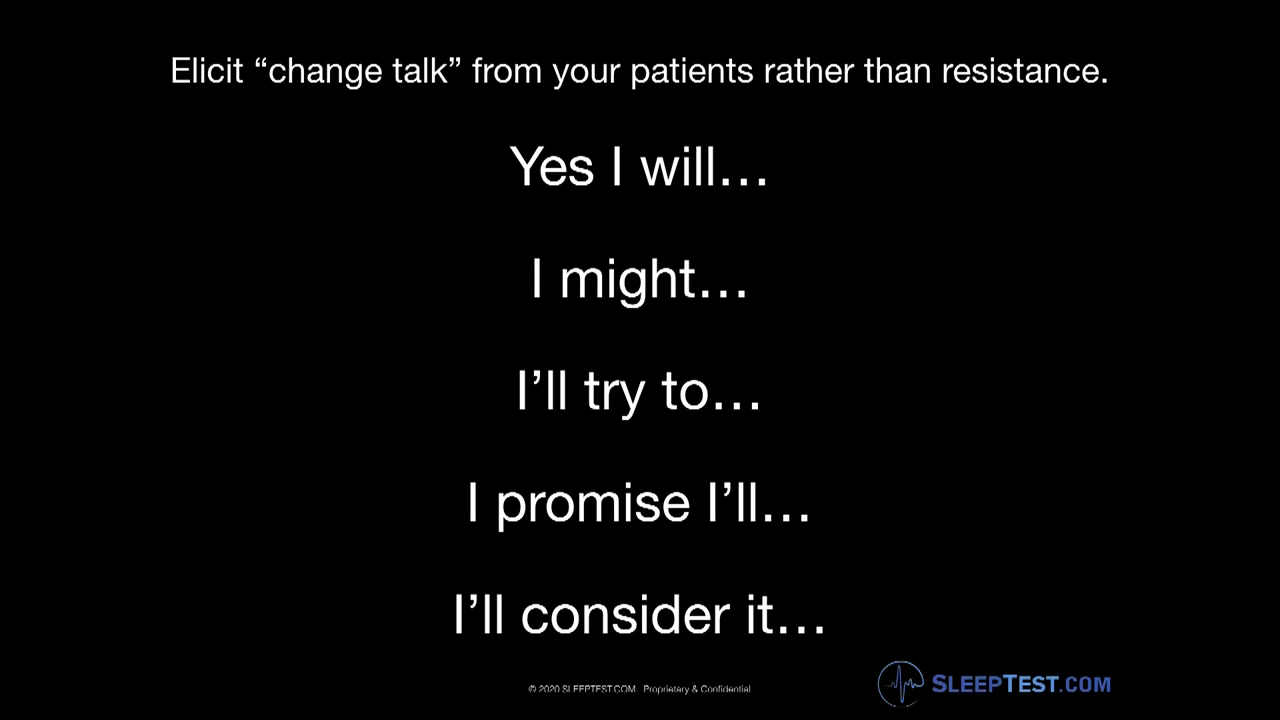 Elicit “change talk” from your patients rather than resistance.
Yes I will…
I might…
I’ll try to…
I promise I’ll…
I’ll consider it…
© 2020 SLEEPTEST.COM. Proprietary & Confidential
SLEEPTEST.COM